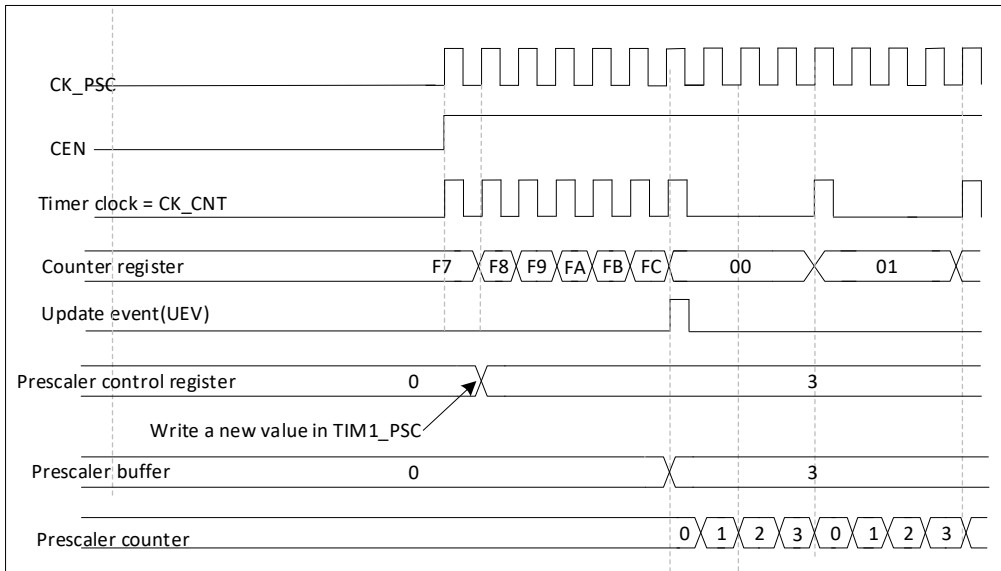 CK_PSC
CEN
Timer clock = CK_CNT
Counter register F7 F8 F9 FA FB FC 00 01
Update event(UEV)
Prescaler control register 0 3
Write a new value in TIM1_PSC
Prescaler buffer 0 3
Prescaler counter 0 1 2 3 0 1 2 3